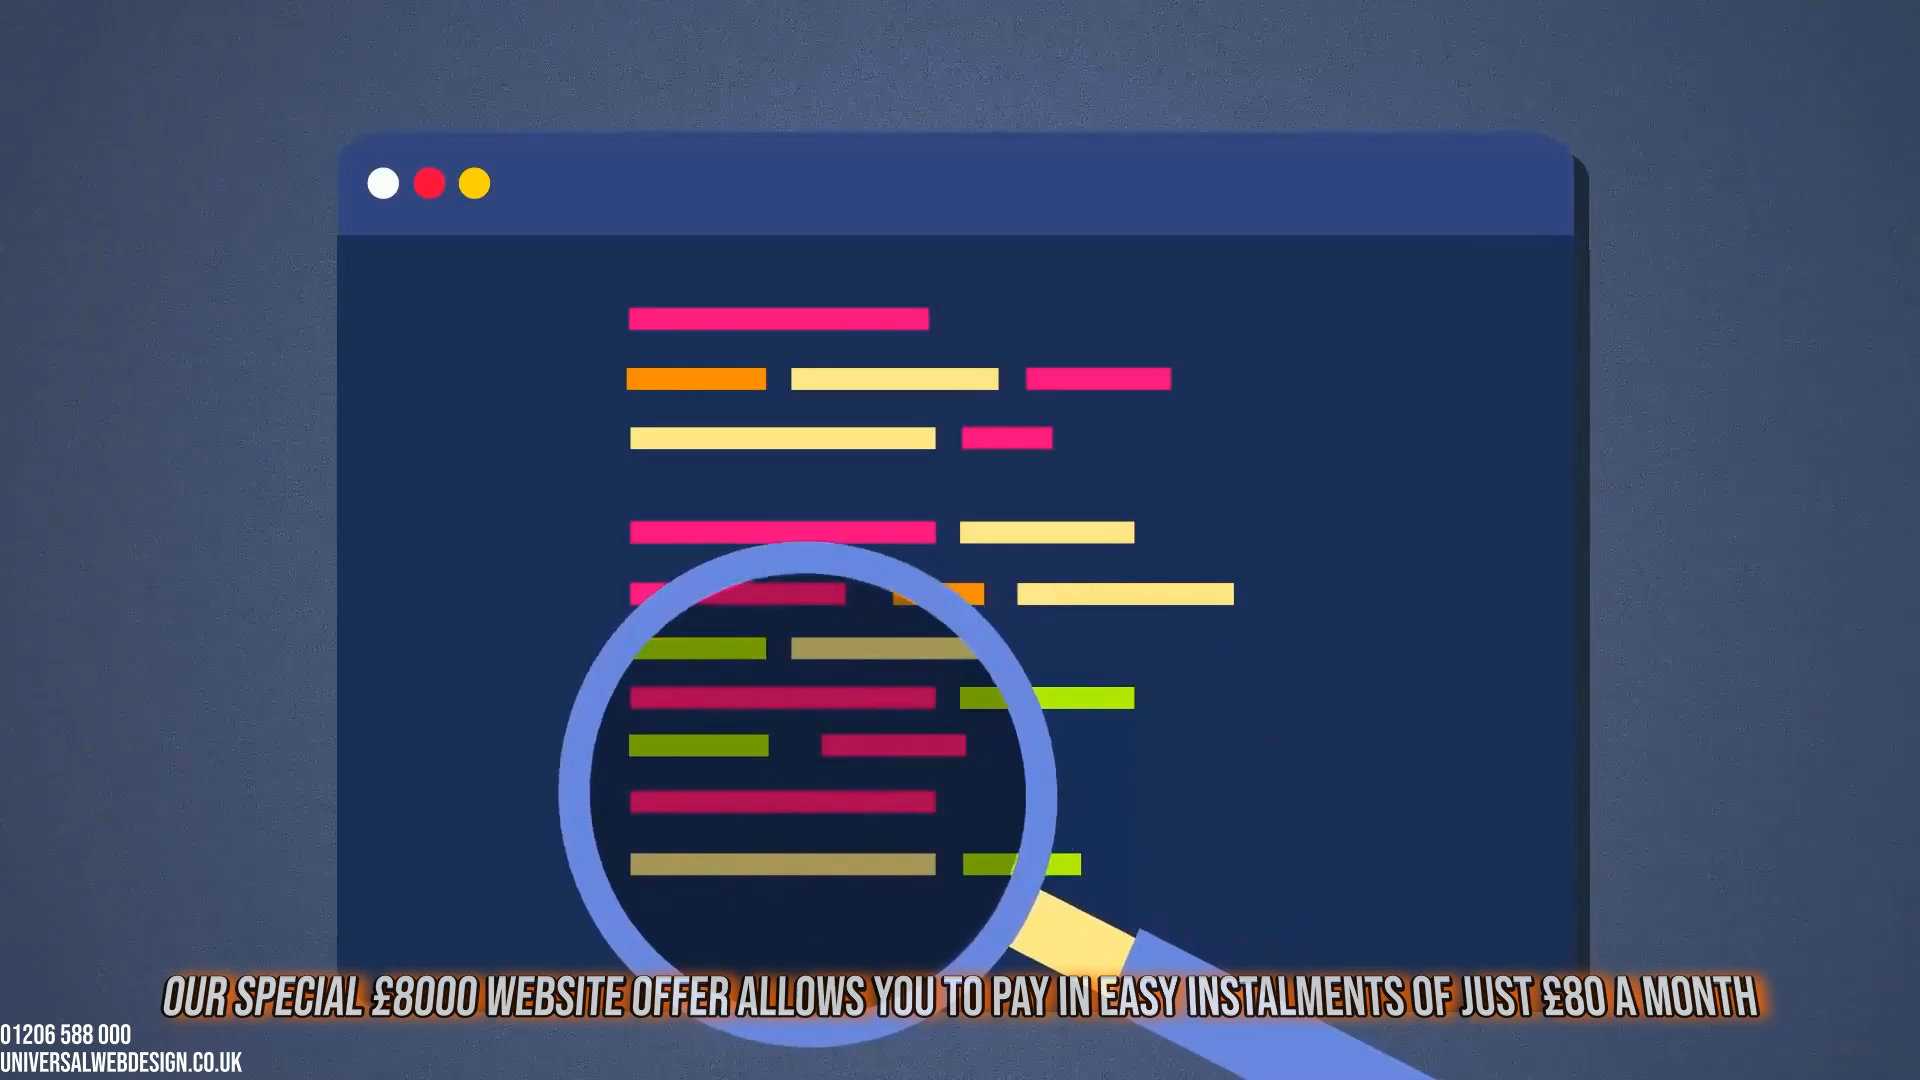 OUR SPECIAL £8000 WEBSITE OFFER ALLOWS YOU TO PAY IN EASY INSTALMENTS OF JUST £80 A MONTH
01206 588 000
UNIVERSALWEBDESIGN.CO.UK